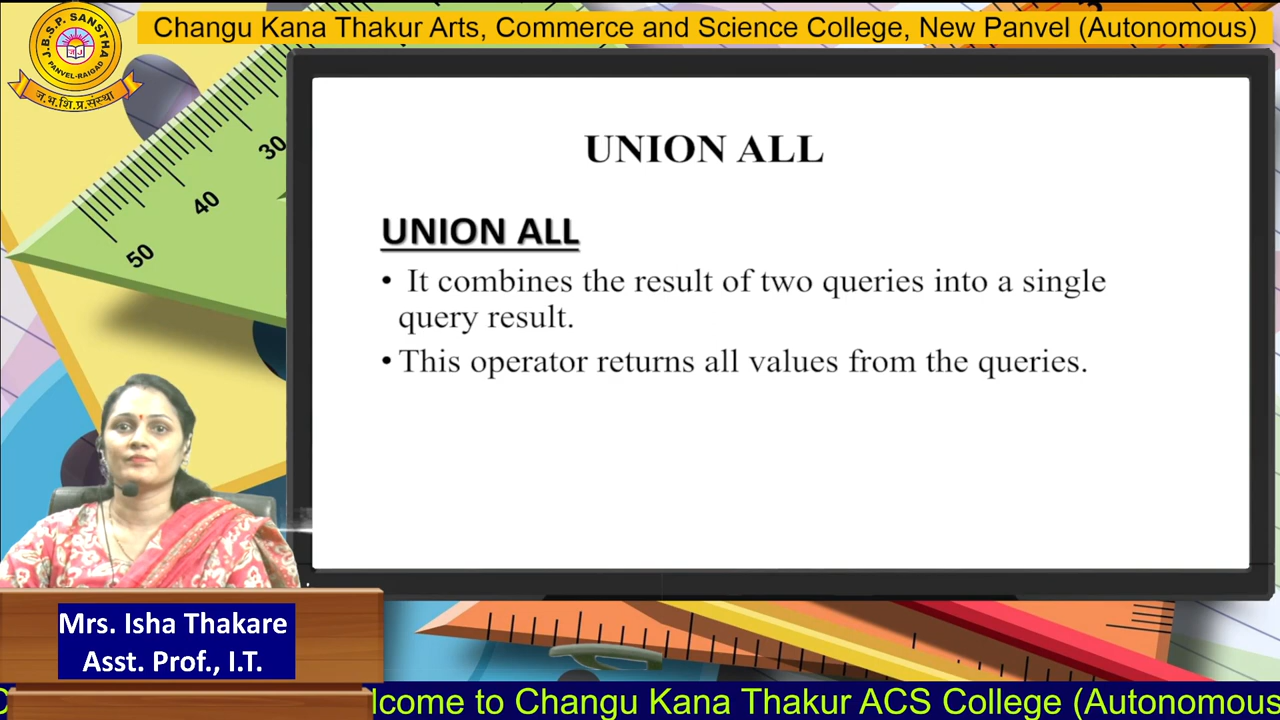 Changu Kana Thakur Arts, Commerce and Science College, New Panvel (Autonomous)
J.B.S.P. SANSTHA
PANVEL-RAIGAD
ज.भ.शि.प्र.संस्था
30
40
50
UNION ALL
UNION ALL
• It combines the result of two queries into a single
query result.
• This operator returns all values from the queries.
Mrs. Isha Thakare
Asst. Prof., I.T.
lcome to Changu Kana Thakur ACS College (Autonomous